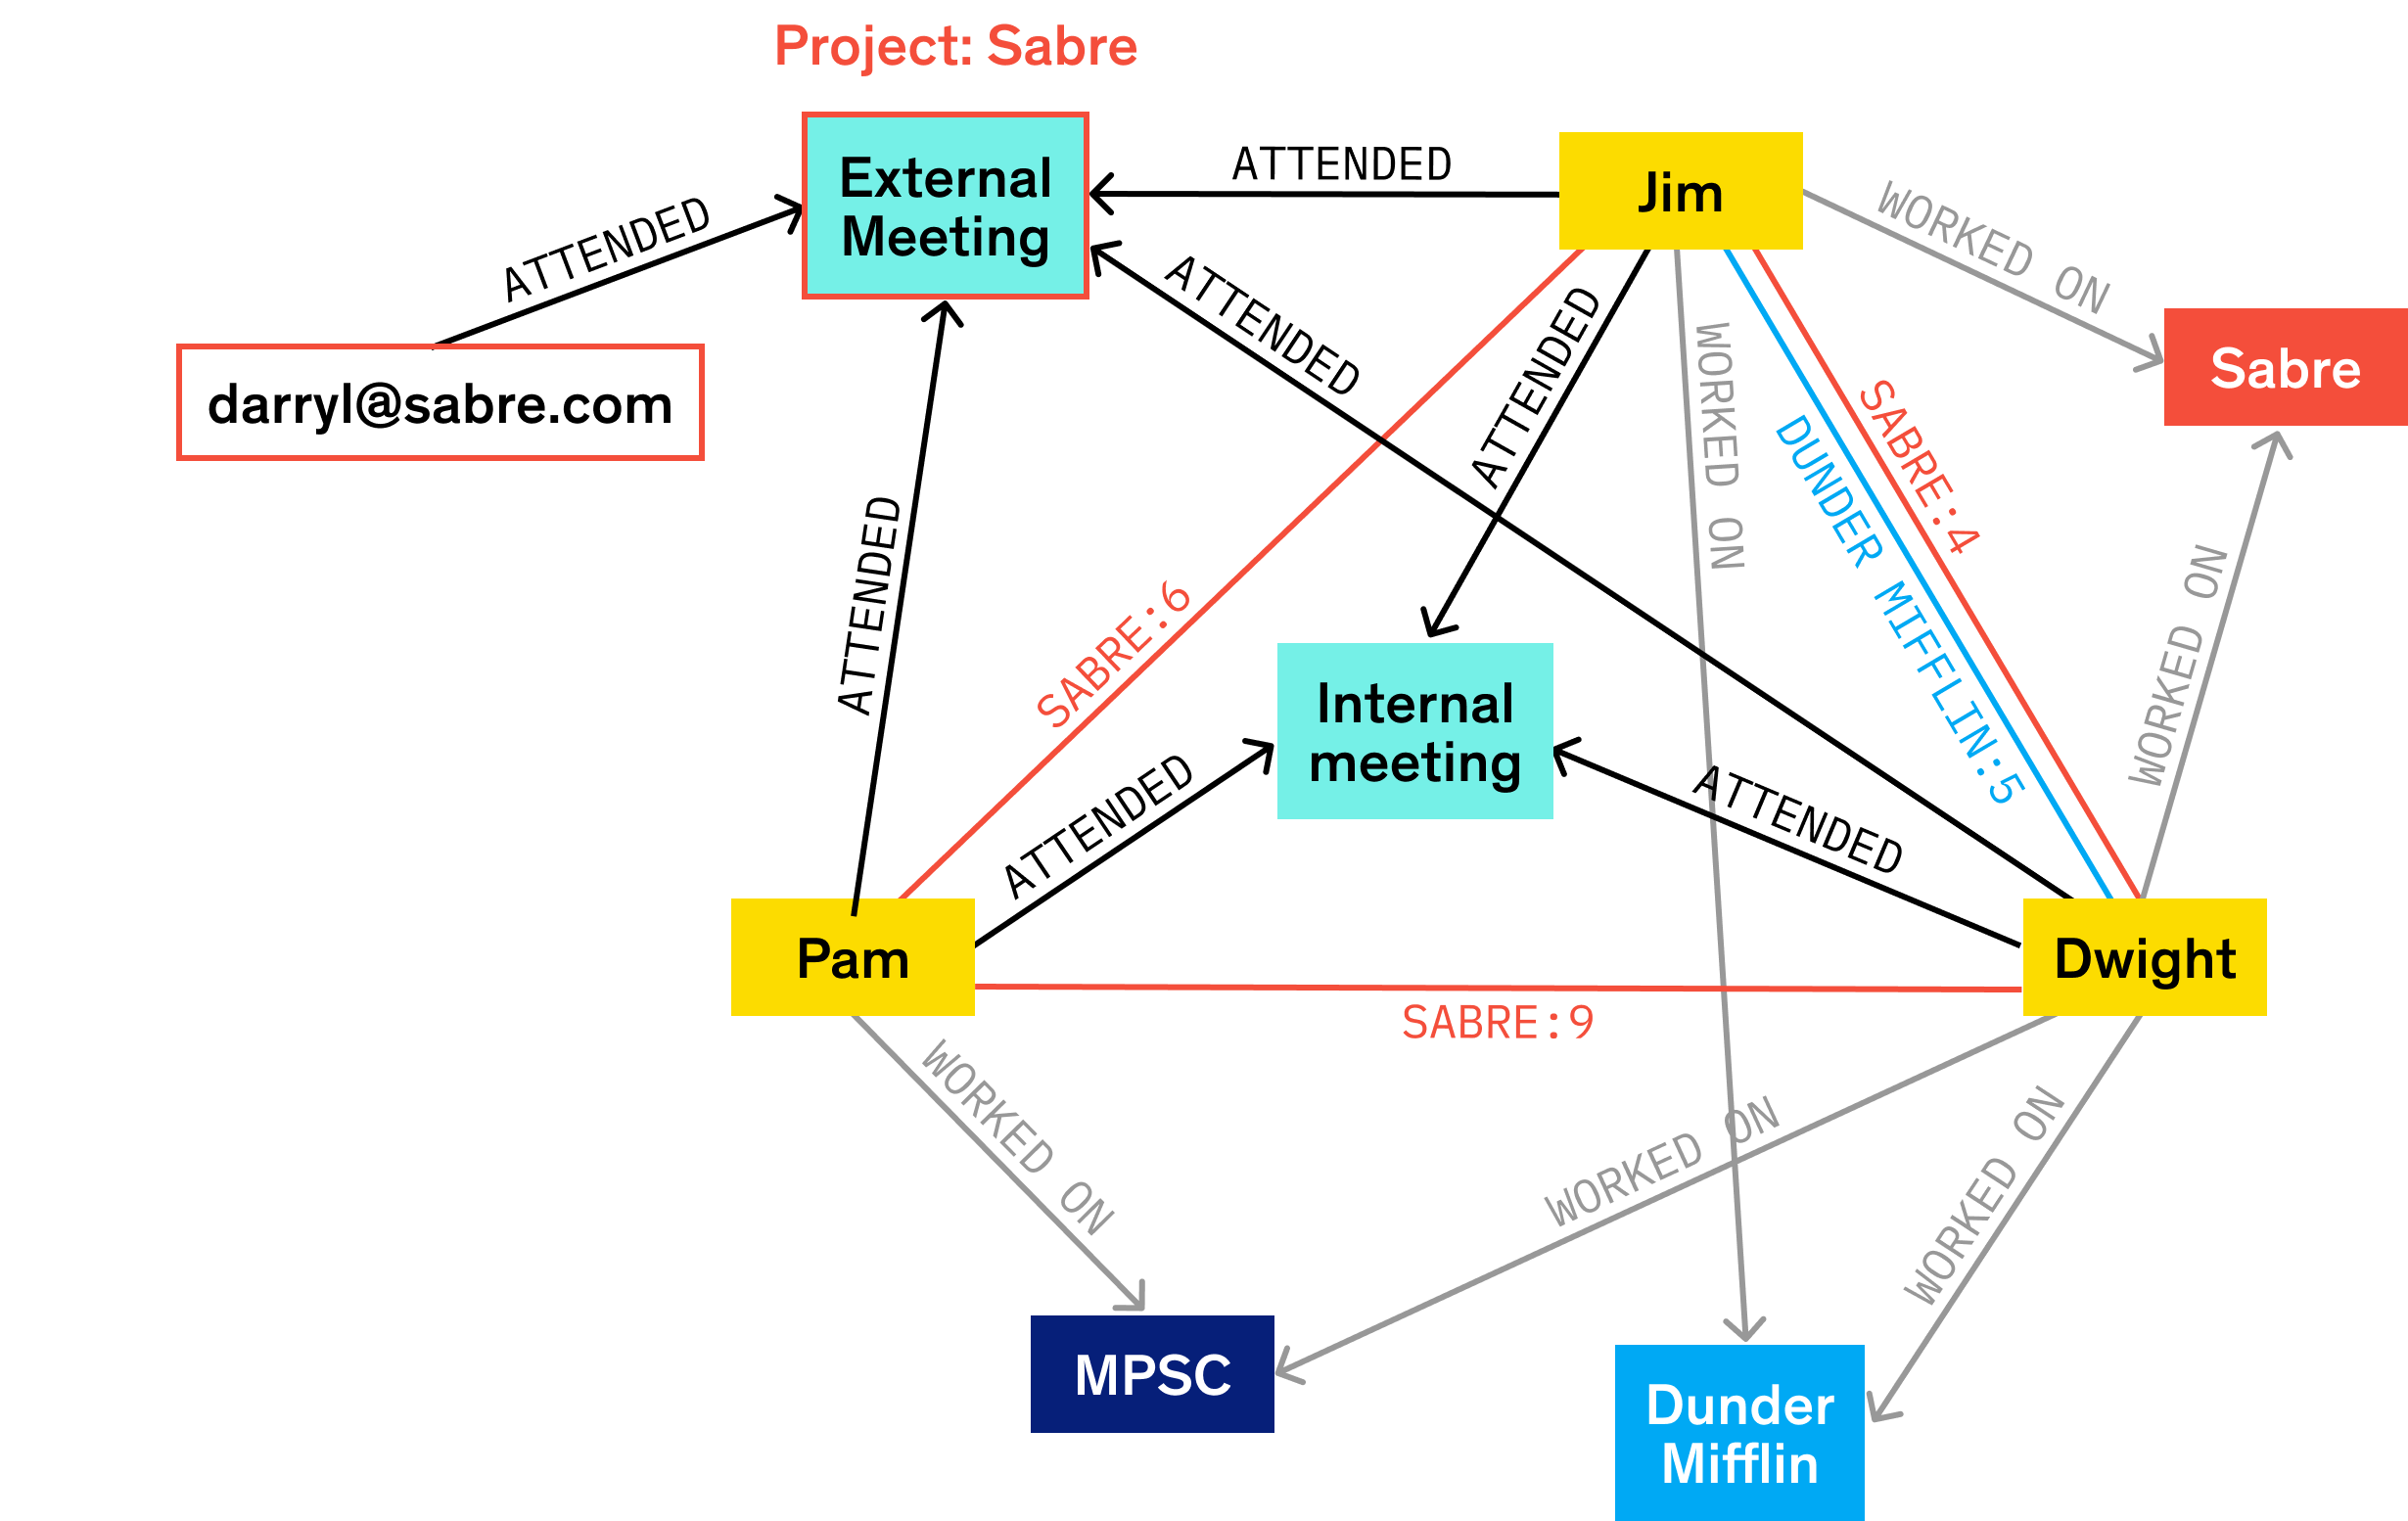 Project: Sabre
External
Meeting
ATTENDED
Jim
ATTENDED
WORKED ON
ATTENDED
ATTENDED
WORKED ON
Sabre
darryl@sabre.com
SABRE:4
DUNDER MIFFLIN:5
ATTENDED
SABRE:6
WORKED ON
Internal
meeting
ATTENDED
ATTENDED
Pam
Dwight
SABRE:9
WORKED ON
WORKED ON
WORKED ON
MPSC
Dunder
Mifflin